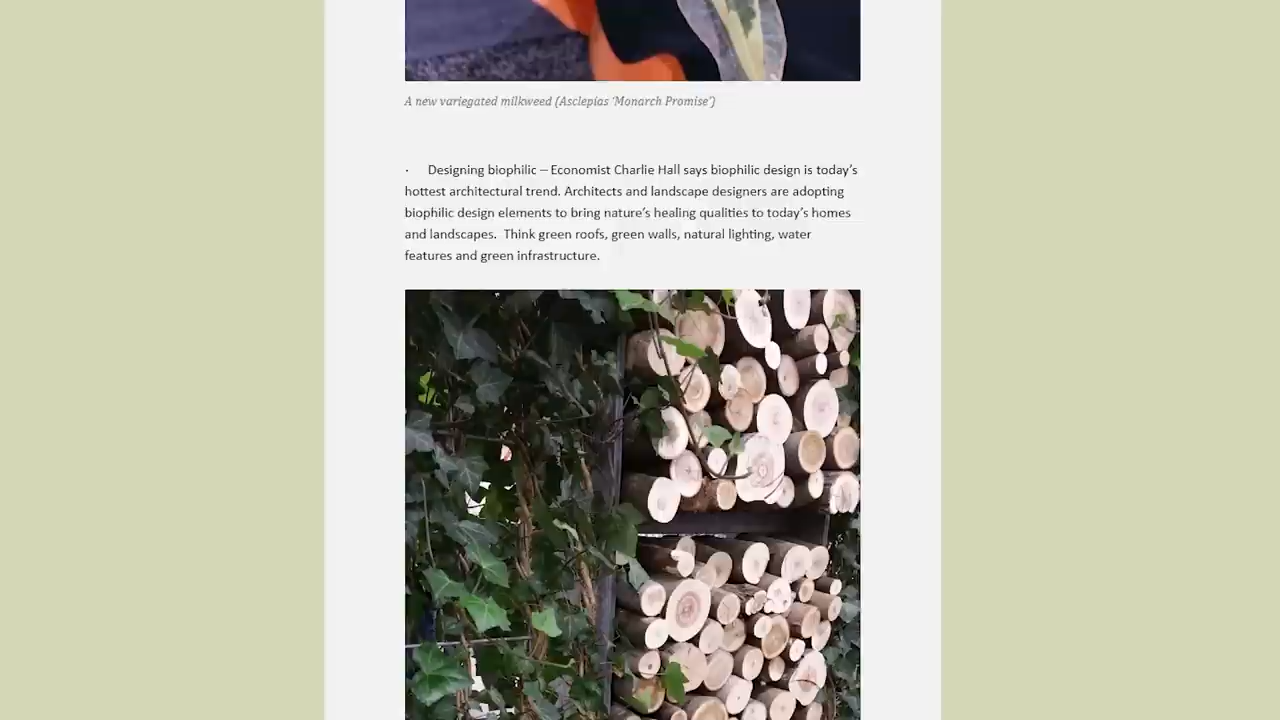 A new variegated milkweed (Asclepias 'Monarch Promise')
· Designing biophilic – Economist Charlie Hall says biophilic design is today's
hottest architectural trend. Architects and landscape designers are adopting
biophilic design elements to bring nature's healing qualities to today's homes
and landscapes.  Think green roofs, green walls, natural lighting, water
features and green infrastructure.